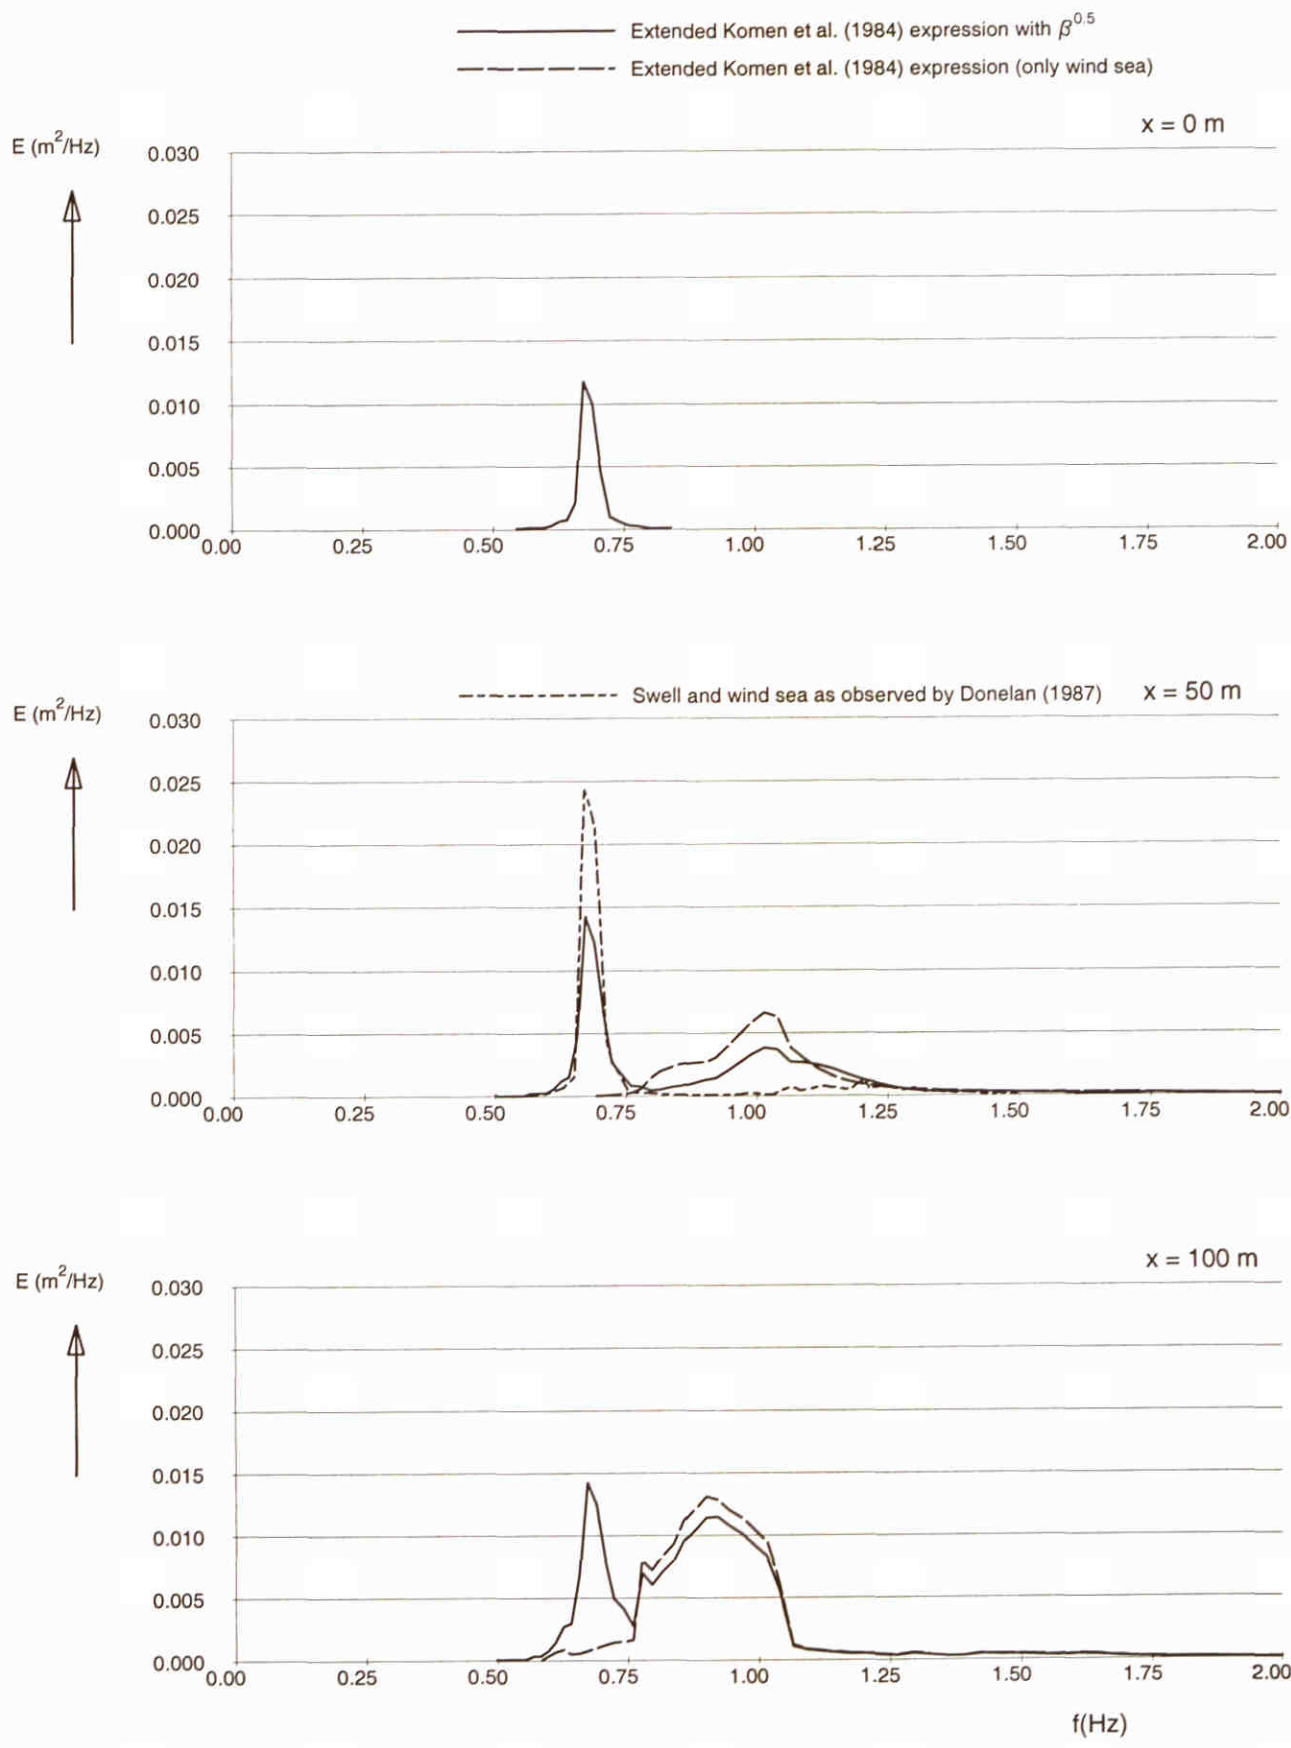 Extended Komen et al. (1984) expression with β^0.5
Extended Komen et al. (1984) expression (only wind sea)
x = 0 m
E (m²/Hz)
0.030
0.025
0.020
0.015
0.010
0.005
0.000
0.00 0.25 0.50 0.75 1.00 1.25 1.50 1.75 2.00
Swell and wind sea as observed by Donelan (1987) x = 50 m
E (m²/Hz)
0.030
0.025
0.020
0.015
0.010
0.005
0.000
0.00 0.25 0.50 0.75 1.00 1.25 1.50 1.75 2.00
x = 100 m
E (m²/Hz)
0.030
0.025
0.020
0.015
0.010
0.005
0.000
0.00 0.25 0.50 0.75 1.00 1.25 1.50 1.75 2.00
f(Hz)